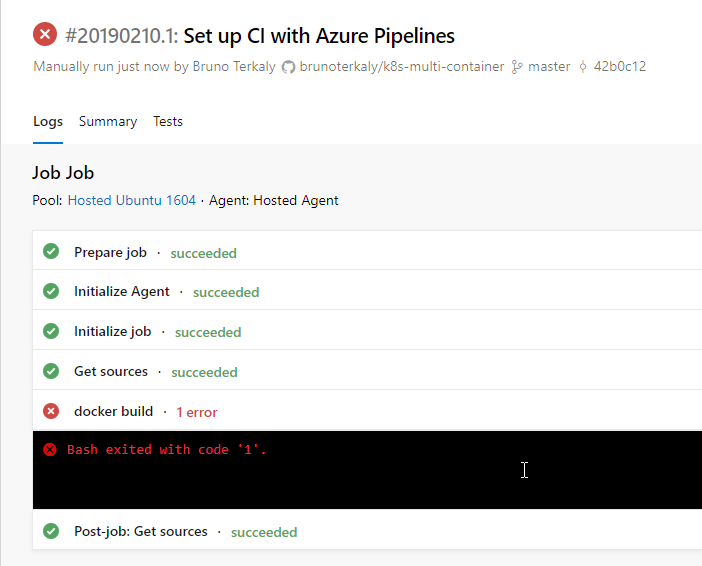 #20190210.1: Set up CI with Azure Pipelines
Manually run just now by Bruno Terkaly brunoterkaly/k8s-multi-container master 42b0c12
Logs Summary Tests
Job Job
Pool: Hosted Ubuntu 1604 · Agent: Hosted Agent
Prepare job · succeeded
Initialize Agent · succeeded
Initialize job · succeeded
Get sources · succeeded
docker build · 1 error
Bash exited with code '1'.
Post-job: Get sources · succeeded